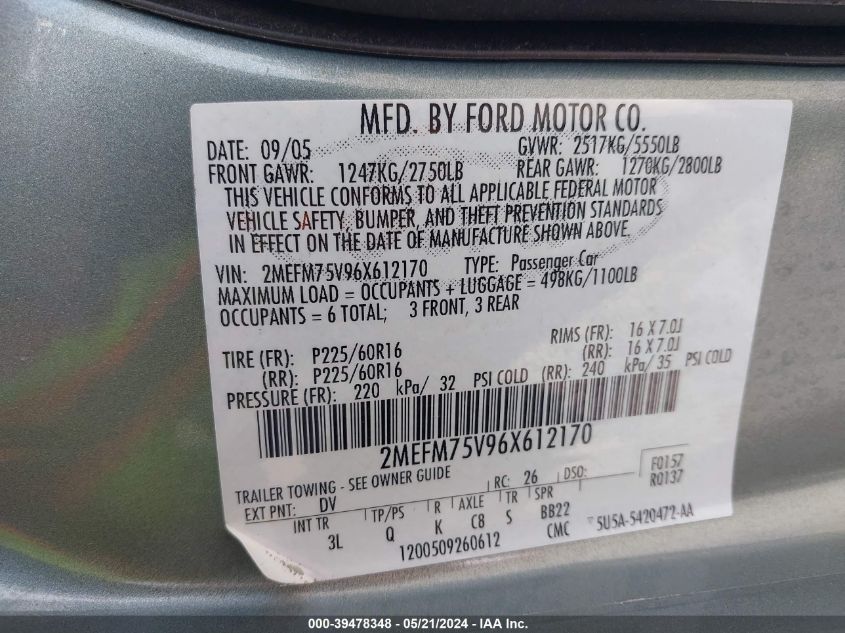 MFD. BY FORD MOTOR CO.
DATE: 09/05 GVWR: 2517KG/5550LB
FRONT GAWR: 1247KG/2750LB REAR GAWR: 1270KG/2800LB
THIS VEHICLE CONFORMS TO ALL APPLICABLE FEDERAL MOTOR
VEHICLE SAFETY, BUMPER, AND THEFT PREVENTION STANDARDS
IN EFFECT ON THE DATE OF MANUFACTURE SHOWN ABOVE.
VIN: 2MEFM75V96X612170 TYPE: Passenger Car
MAXIMUM LOAD = OCCUPANTS + LUGGAGE = 498KG/1100LB
OCCUPANTS = 6 TOTAL; 3 FRONT, 3 REAR
TIRE (FR): P225/60R16 RIMS (FR): 16 X 7.0J
(RR): P225/60R16 (RR): 16 X 7.0J
PRESSURE (FR): 220 kPa/ 32 PSI COLD (RR): 240 kPa/ 35 PSI COLD
2MEFM75V96X612170
TRAILER TOWING - SEE OWNER GUIDE RC: 26 DSO: F0157
EXT PNT: DV R0137
INT TR TP/PS R AXLE TR SPR
3L Q K C8 S BB22
1200509260612 CMC 5U5A-5420472-AA
000-39478348 - 05/21/2024 - IAA Inc.